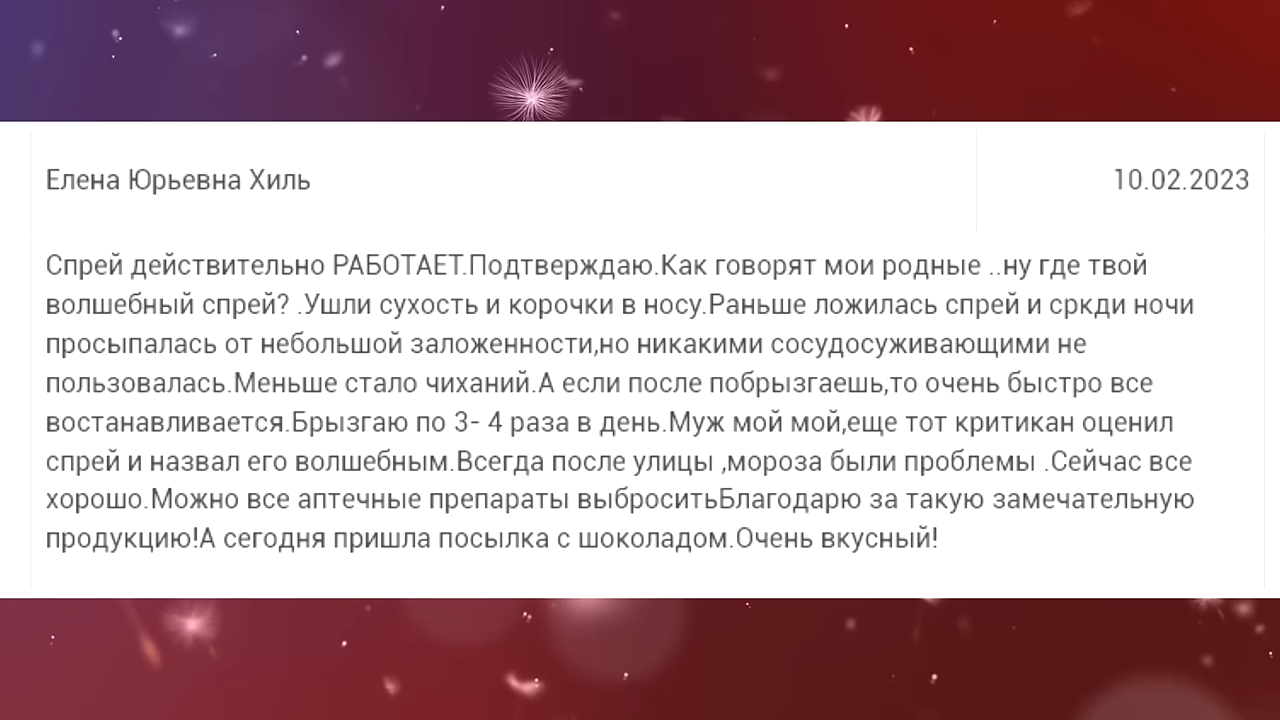 Елена Юрьевна Хиль
10.02.2023
Спрей действительно РАБОТАЕТ.Подтверждаю.Как говорят мои родные ..ну где твой
волшебный спрей? .Ушли сухость и корочки в носу.Раньше ложилась спрей и сркди ночи
просыпалась от небольшой заложенности,но никакими сосудосуживающими не
пользовалась.Меньше стало чиханий.А если после побрызгаешь,то очень быстро все
востанавливается.Брызгаю по 3- 4 раза в день.Муж мой мой,еще тот критикан оценил
спрей и назвал его волшебным.Всегда после улицы ,мороза были проблемы .Сейчас все
хорошо.Можно все аптечные препараты выброситьБлагодарю за такую замечательную
продукцию!А сегодня пришла посылка с шоколадом.Очень вкусный!